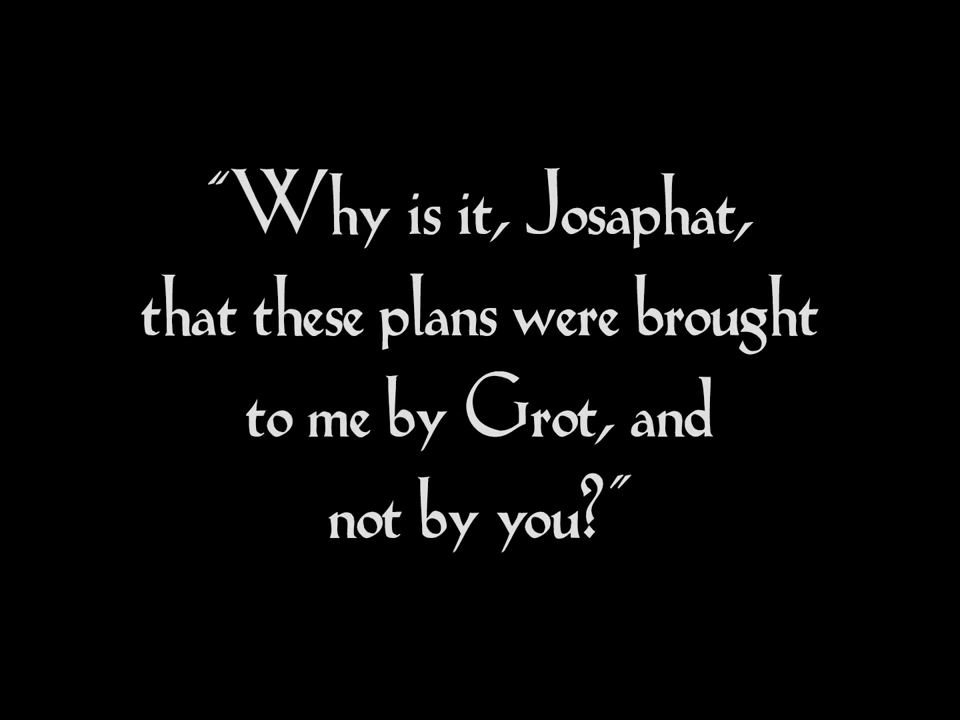 “Why is it, Josaphat,
that these plans were brought
to me by Grot, and
not by you?”